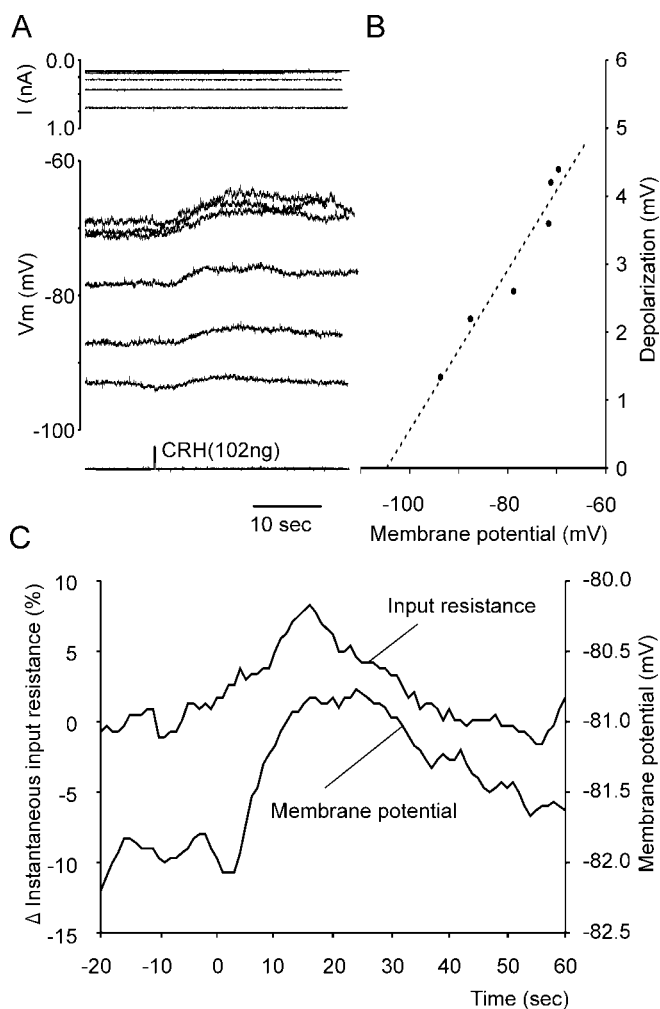 A
B
0.0
I (nA)
1.0
-60
Vm (mV)
-80
-100
CRH(102ng)
10 sec
6
5
4
3
2
1
0
Depolarization (mV)
-100
-80
-60
Membrane potential (mV)
C
10
5
0
-5
-10
-15
Δ Instantaneous input resistance (%)
Input resistance
Membrane potential
-80.0
-80.5
-81.0
-81.5
-82.0
-82.5
Membrane potential (mV)
-20
-10
0
10
20
30
40
50
60
Time (sec)